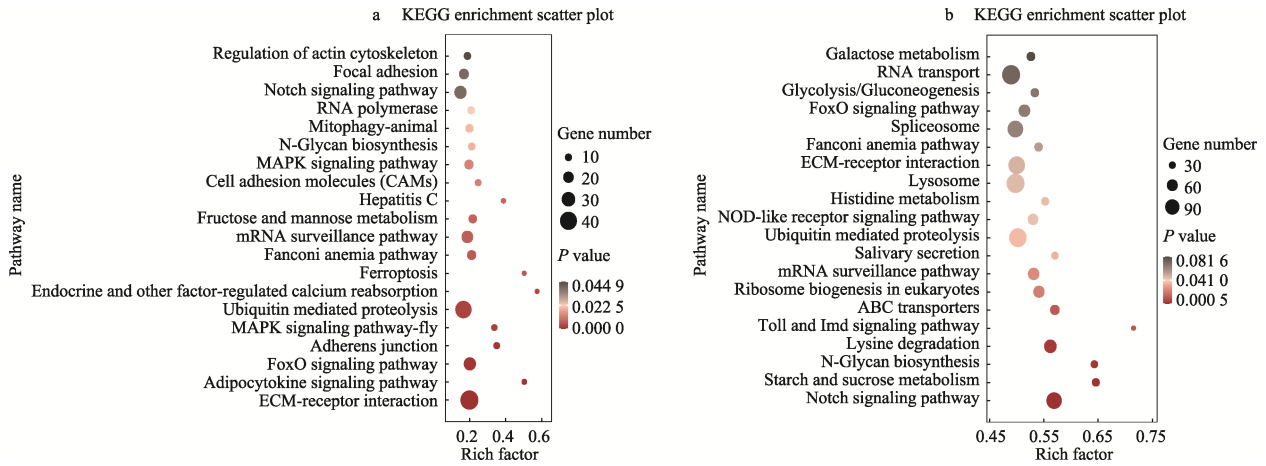 a KEGG enrichment scatter plot
Pathway name
Regulation of actin cytoskeleton
Focal adhesion
Notch signaling pathway
RNA polymerase
Mitophagy-animal
N-Glycan biosynthesis
MAPK signaling pathway
Cell adhesion molecules (CAMs)
Hepatitis C
Fructose and mannose metabolism
mRNA surveillance pathway
Fanconi anemia pathway
Ferroptosis
Endocrine and other factor-regulated calcium reabsorption
Ubiquitin mediated proteolysis
MAPK signaling pathway-fly
Adherens junction
FoxO signaling pathway
Adipocytokine signaling pathway
ECM-receptor interaction
0.2 0.4 0.6
Rich factor
Gene number
10
20
30
40
P value
0.044 9
0.022 5
0.000 0
b KEGG enrichment scatter plot
Pathway name
Galactose metabolism
RNA transport
Glycolysis/Gluconeogenesis
FoxO signaling pathway
Spliceosome
Fanconi anemia pathway
ECM-receptor interaction
Lysosome
Histidine metabolism
NOD-like receptor signaling pathway
Ubiquitin mediated proteolysis
Salivary secretion
mRNA surveillance pathway
Ribosome biogenesis in eukaryotes
ABC transporters
Toll and Imd signaling pathway
Lysine degradation
N-Glycan biosynthesis
Starch and sucrose metabolism
Notch signaling pathway
0.45 0.55 0.65 0.75
Rich factor
Gene number
30
60
90
P value
0.081 6
0.041 0
0.000 5